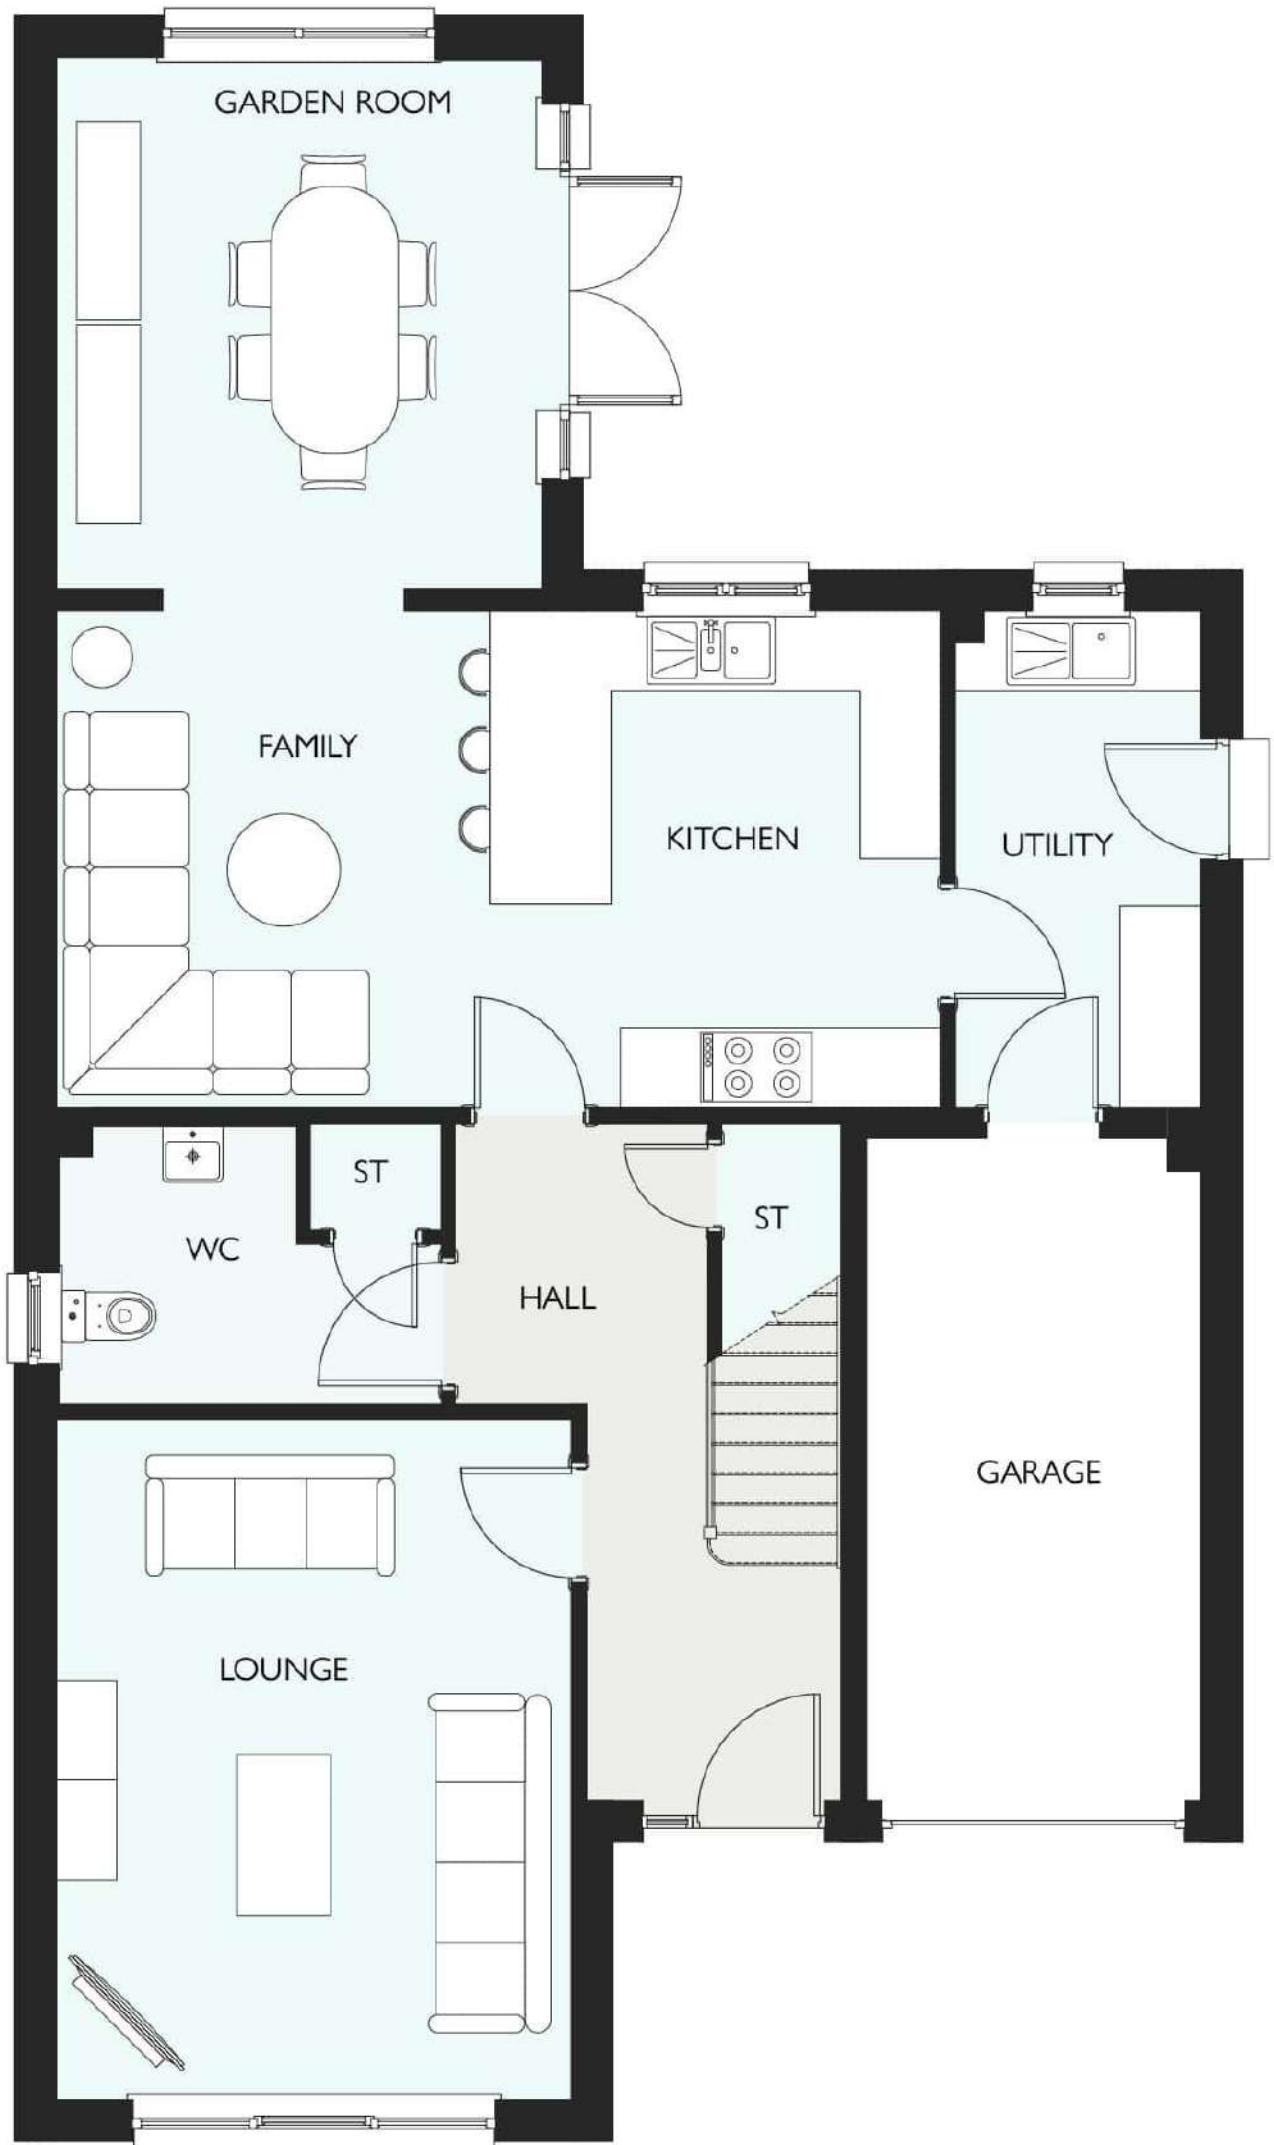 GARDEN ROOM
FAMILY
KITCHEN
UTILITY
ST
ST
WC
HALL
GARAGE
LOUNGE